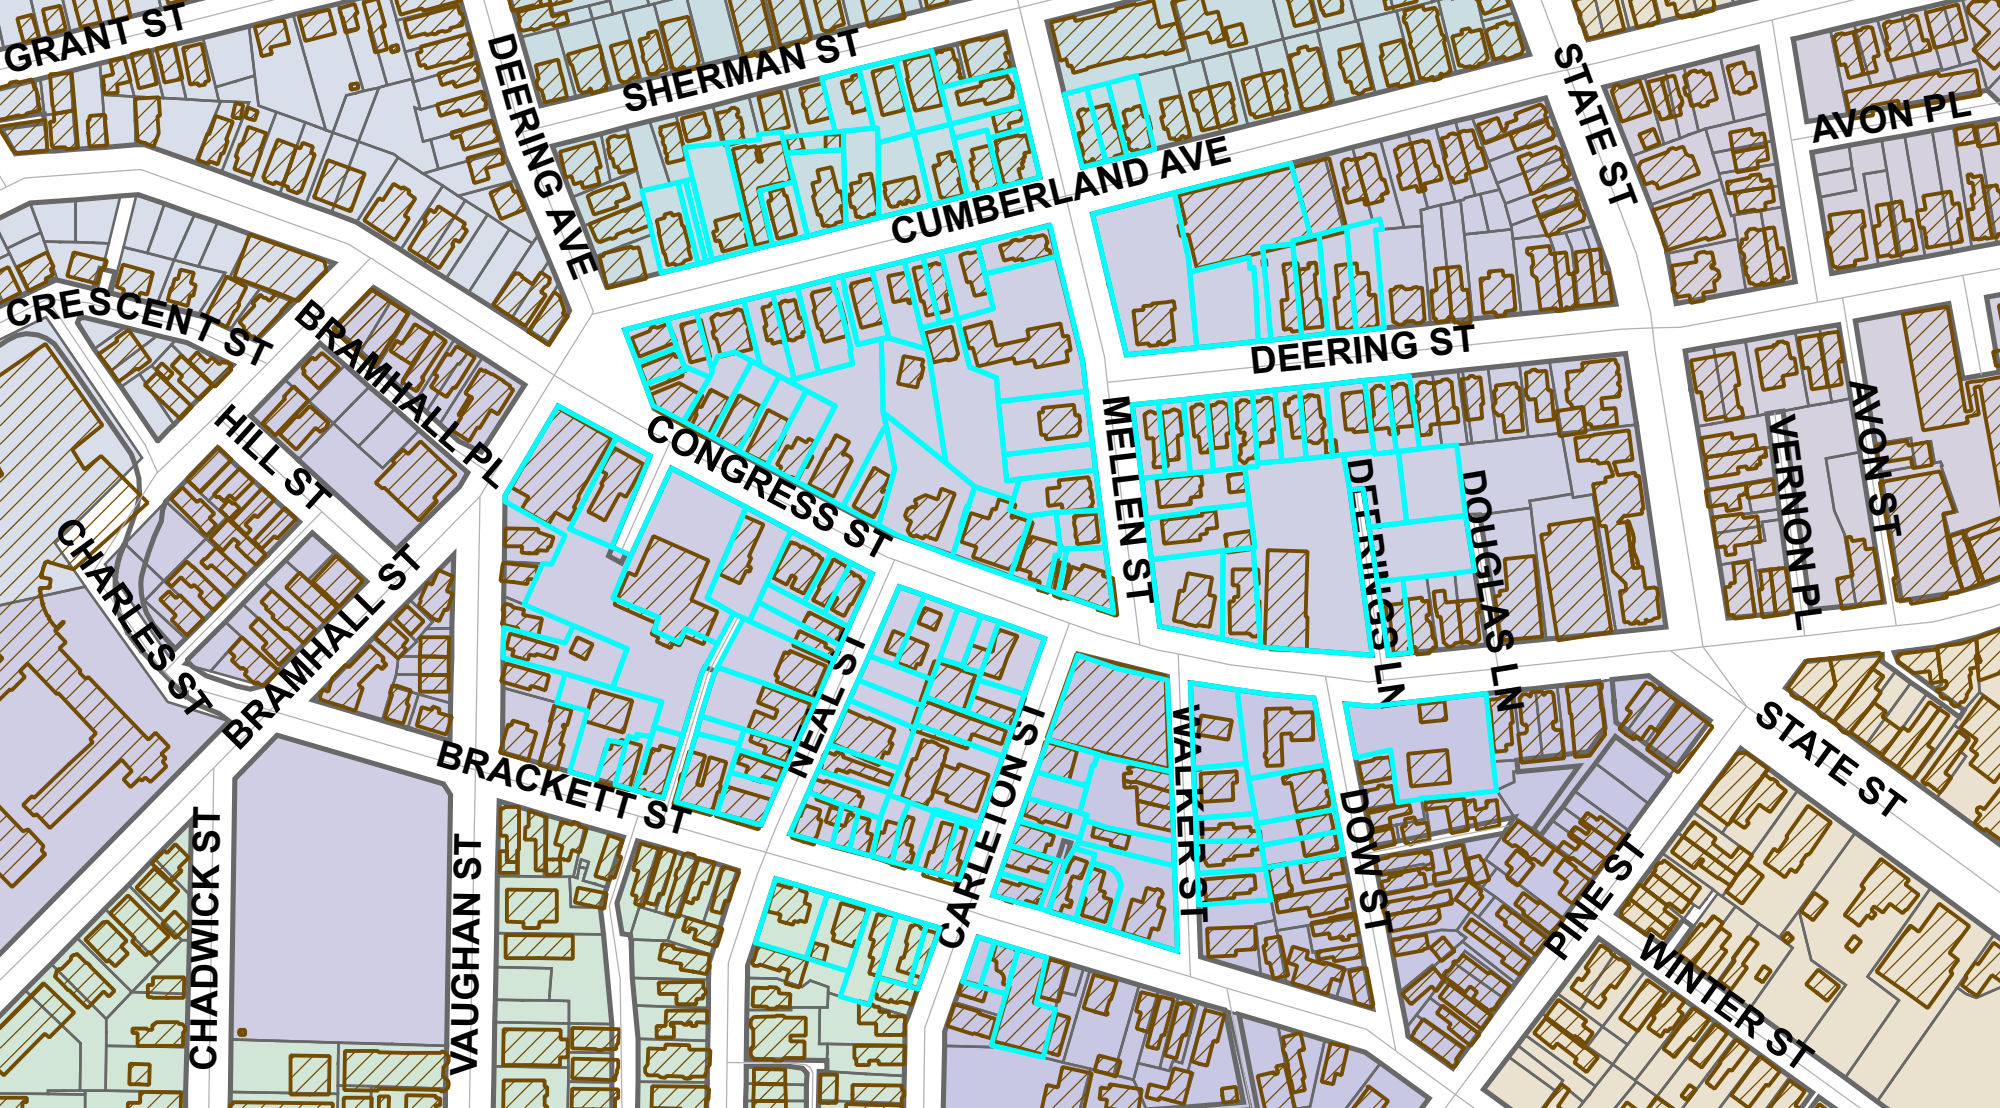 GRANT ST
DEERING AVE
SHERMAN ST
STATE ST
AVON PL
CUMBERLAND AVE
CRESCENT ST
BRAMHALL PL
DEERING ST
HILL ST
CONGRESS ST
MELLEN ST
DEERINGS LN
DOUGLAS LN
VERNON PL
AVON ST
CHARLES ST
BRAMHALL ST
NEAL ST
BRACKETT ST
CARLETON ST
WALKER ST
DOW ST
STATE ST
PINE ST
WINTER ST
CHADWICK ST
VAUGHAN ST